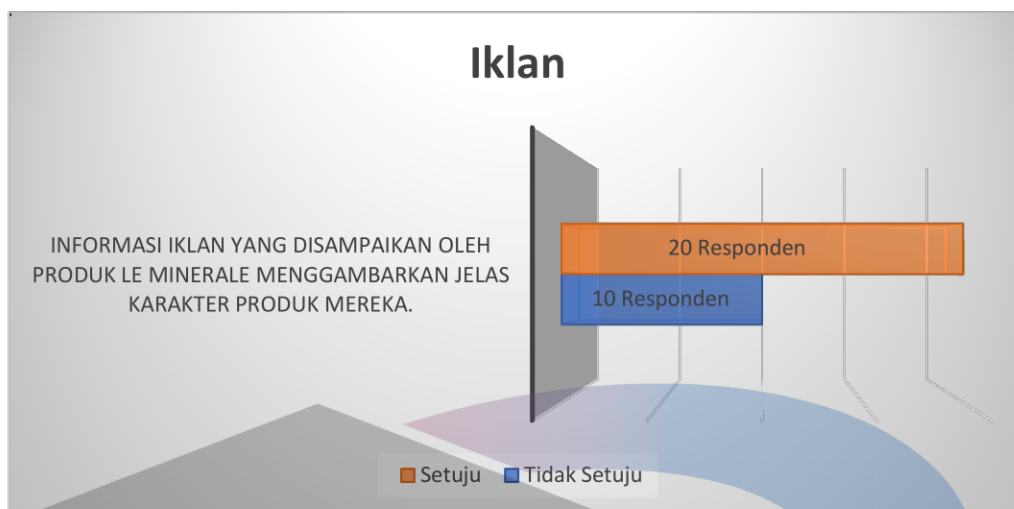 Iklan
INFORMASI IKLAN YANG DISAMPAIKAN OLEH
PRODUK LE MINERALE MENGGAMBARKAN JELAS
KARAKTER PRODUK MEREKA.
20 Responden
10 Responden
Setuju
Tidak Setuju